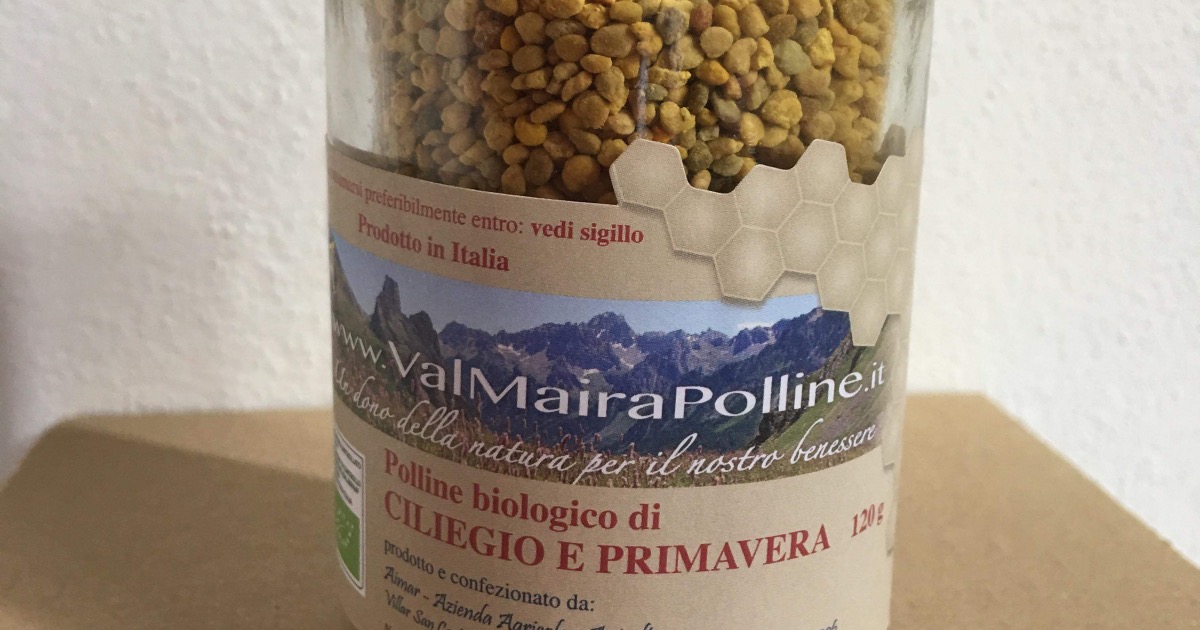 preferibilmente entro: vedi sigillo
Prodotto in Italia
www.ValMairaPolline.it
Un dono della natura per il nostro benessere
Polline biologico di
CILIEGIO E PRIMAVERA 120 g
prodotto e confezionato da:
Aimar - Azienda
Villar San